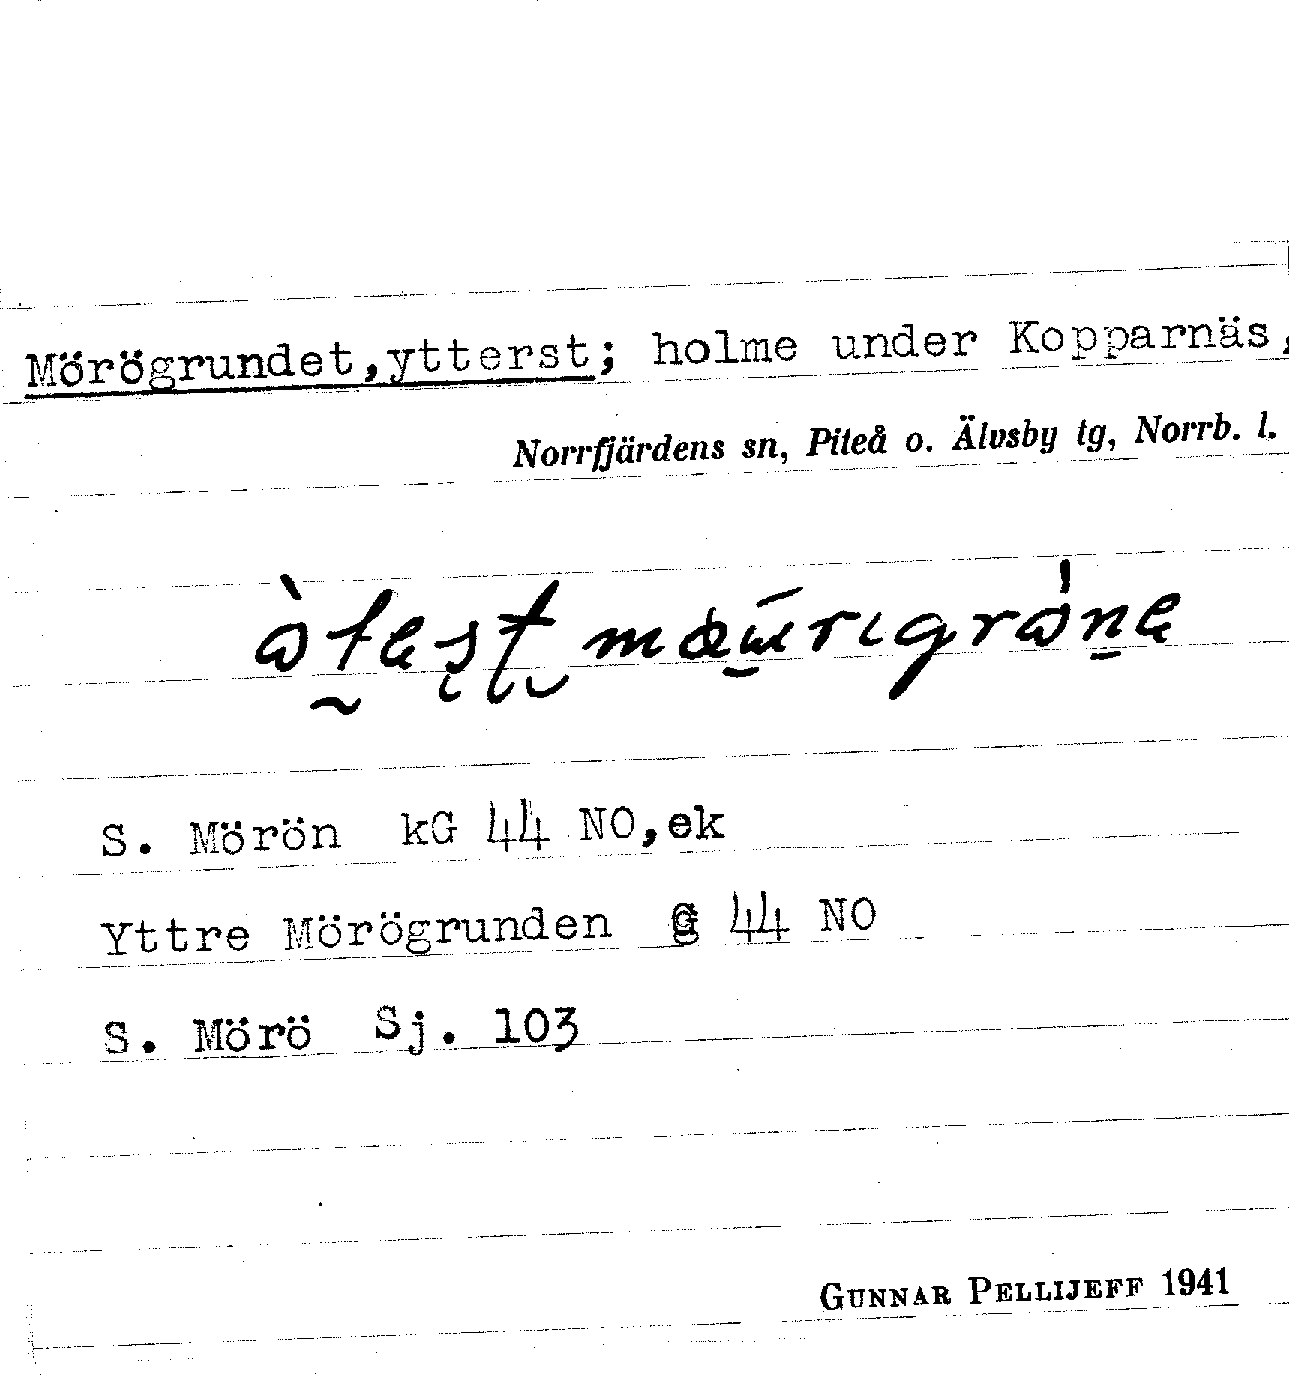 Mörögrundet,ytterst; holme under Kopparnäs,
Norrfjärdens sn, Piteå o. Älvsby tg, Norrb. l.
S. Mörön kG 44 NO,ek
Yttre Mörögrunden G 44 NO
S. Mörö Sj. 103
GUNNAR PELLIJEFF 1941